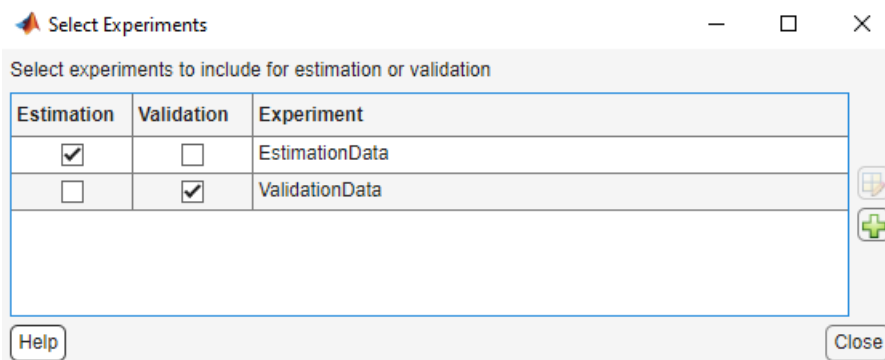 Select Experiments
Select experiments to include for estimation or validation
Estimation Validation Experiment
EstimationData
ValidationData
Help Close